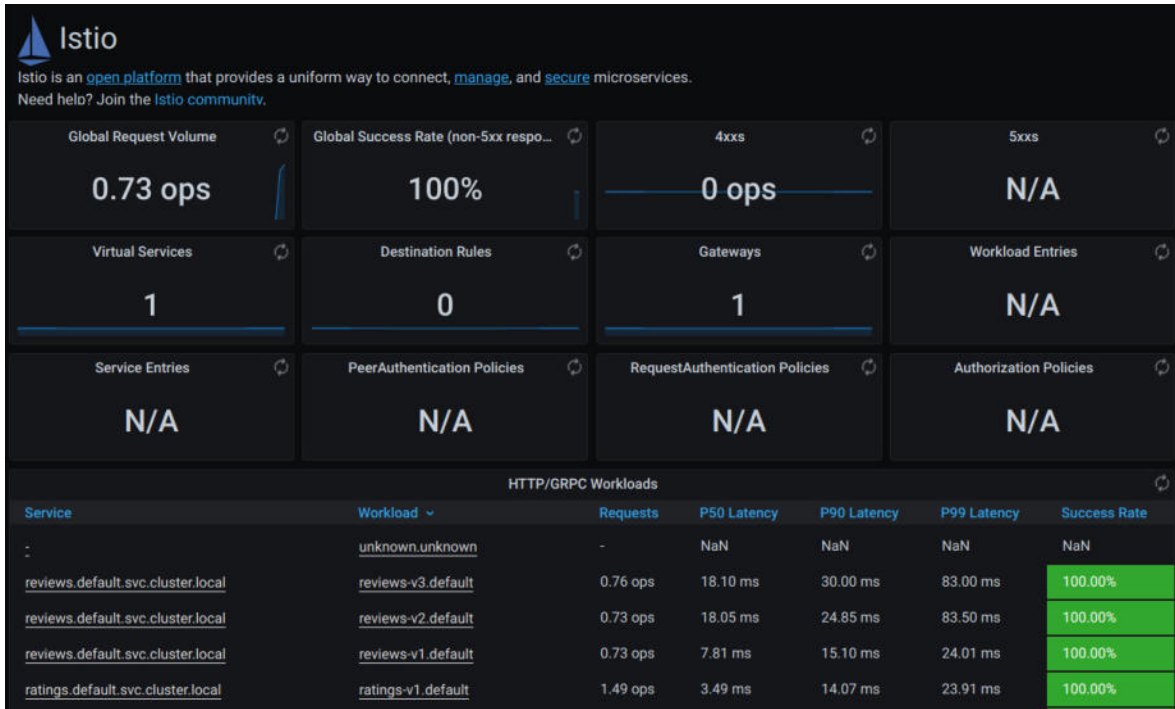 Istio
Istio is an open platform that provides a uniform way to connect, manage, and secure microservices.
Need help? Join the Istio community.
Global Request Volume
Global Success Rate (non-5xx respo...
4xxs
5xxs
0.73 ops
100%
0 ops
N/A
Virtual Services
Destination Rules
Gateways
Workload Entries
1
0
1
N/A
Service Entries
PeerAuthentication Policies
RequestAuthentication Policies
Authorization Policies
N/A
N/A
N/A
N/A
HTTP/GRPC Workloads
Service Workload Requests P50 Latency P90 Latency P99 Latency Success Rate
- unknown.unknown - NaN NaN NaN NaN
reviews.default.svc.cluster.local reviews-v3.default 0.76 ops 18.10 ms 30.00 ms 83.00 ms 100.00%
reviews.default.svc.cluster.local reviews-v2.default 0.73 ops 18.05 ms 24.85 ms 83.50 ms 100.00%
reviews.default.svc.cluster.local reviews-v1.default 0.73 ops 7.81 ms 15.10 ms 24.01 ms 100.00%
ratings.default.svc.cluster.local ratings-v1.default 1.49 ops 3.49 ms 14.07 ms 23.91 ms 100.00%